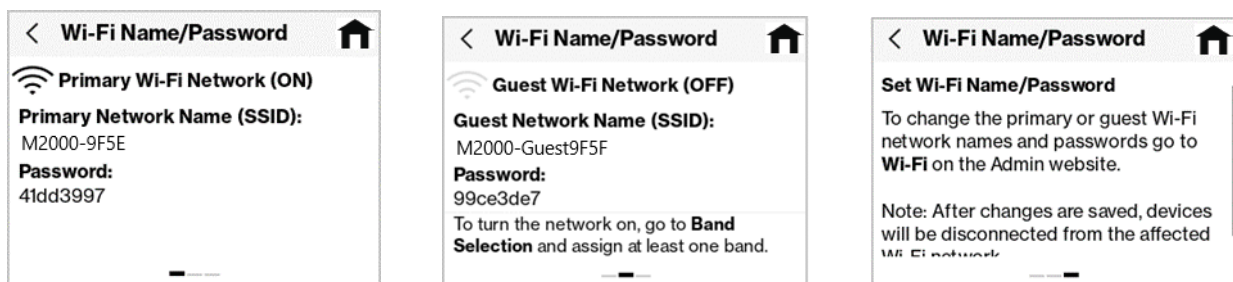 Wi-Fi Name/Password
Primary Wi-Fi Network (ON)
Primary Network Name (SSID):
M2000-9F5E
Password:
41dd3997
Wi-Fi Name/Password
Guest Wi-Fi Network (OFF)
Guest Network Name (SSID):
M2000-Guest9F5F
Password:
99ce3de7
To turn the network on, go to Band
Selection and assign at least one band.
Wi-Fi Name/Password
Set Wi-Fi Name/Password
To change the primary or guest Wi-Fi
network names and passwords go to
Wi-Fi on the Admin website.
Note: After changes are saved, devices
will be disconnected from the affected
Wi-Fi network